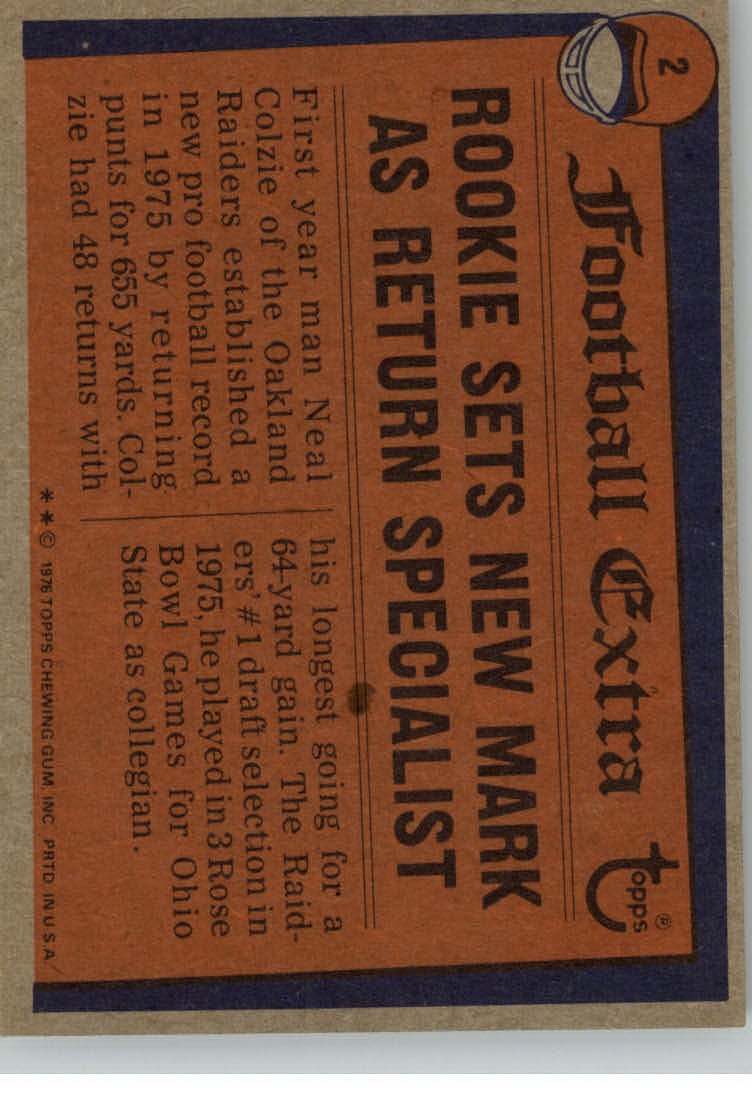 2
Football Extra
topps®
ROOKIE SETS NEW MARK
AS RETURN SPECIALIST
First year man Neal
Colzie of the Oakland
Raiders established a
new pro football record
in 1975 by returning
punts for 655 yards. Col-
zie had 48 returns with
his longest going for a
64-yard gain. The Raid-
ers' #1 draft selection in
1975, he played in 3 Rose
Bowl Games for Ohio
State as collegian.
** © 1976 TOPPS CHEWING GUM, INC. PRTD. IN U.S.A.